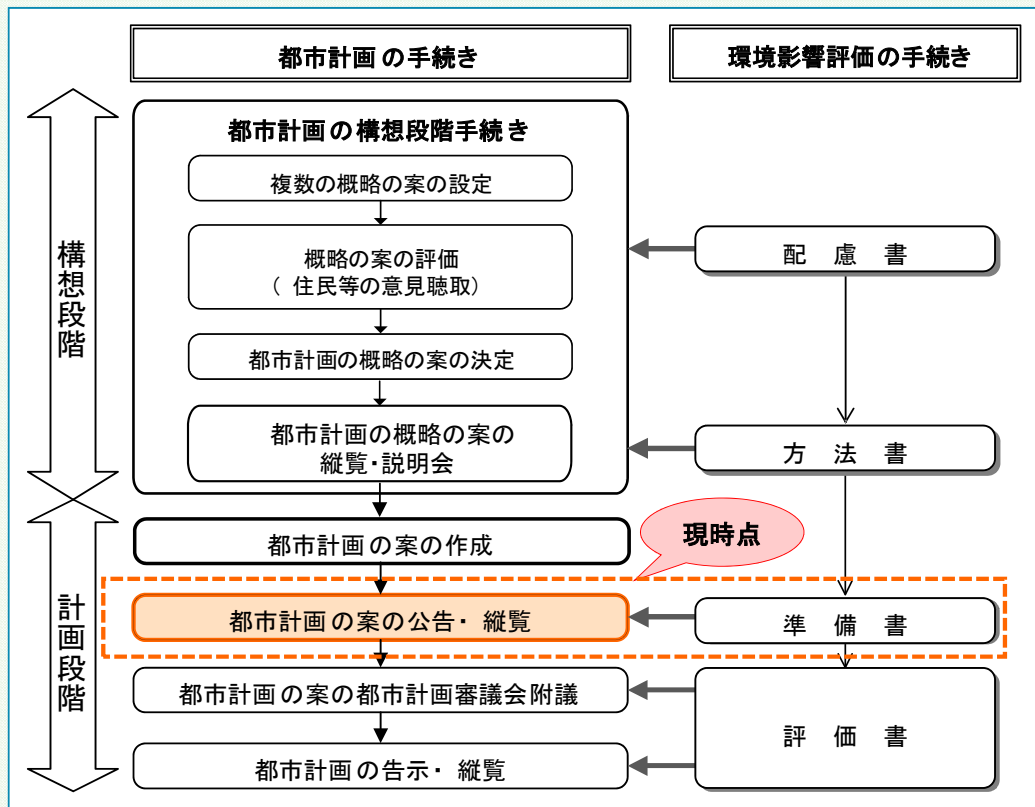 都市計画の手続き
環境影響評価の手続き
構想段階
都市計画の構想段階手続き
複数の概略の案の設定
概略の案の評価
（ 住民等の意見聴取）
都市計画の概略の案の決定
都市計画の概略の案の
縦覧・説明会
配 慮 書
方 法 書
計画段階
都市計画の案の作成
現時点
都市計画の案の公告・ 縦覧
準 備 書
都市計画の案の都市計画審議会附議
都市計画の告示・ 縦覧
評 価 書